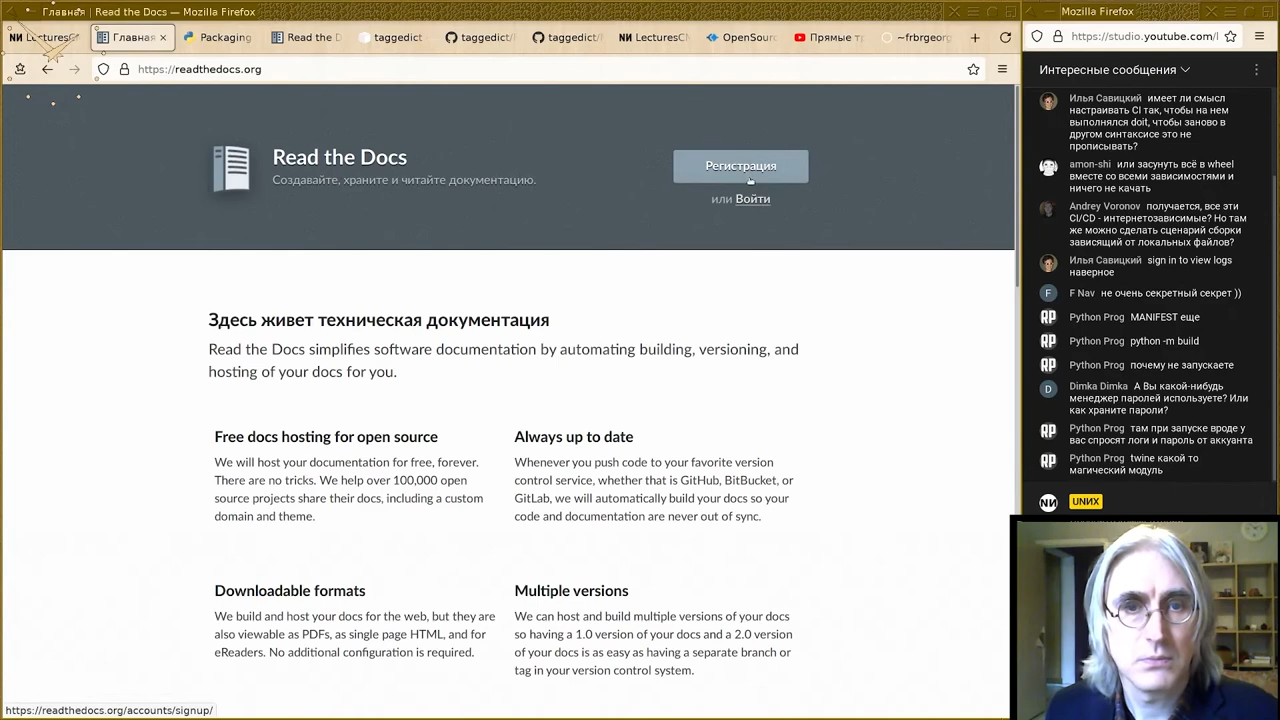 Главная | Read the Docs — Mozilla Firefox
Mozilla Firefox
Главная
Packaging
Read the D
taggedict
taggedict/
taggedict/
LecturesCM
OpenSourc
Прямые тр
~frbrgeorg
https://readthedocs.org
https://studio.youtube.com/l
Интересные сообщения
Read the Docs
Создавайте, храните и читайте документацию.
Регистрация
или Войти
Здесь живет техническая документация
Read the Docs simplifies software documentation by automating building, versioning, and
hosting of your docs for you.
Free docs hosting for open source
We will host your documentation for free, forever.
There are no tricks. We help over 100,000 open
source projects share their docs, including a custom
domain and theme.
Always up to date
Whenever you push code to your favorite version
control service, whether that is GitHub, BitBucket, or
GitLab, we will automatically build your docs so your
code and documentation are never out of sync.
Downloadable formats
We build and host your docs for the web, but they are
also viewable as PDFs, as single page HTML, and for
eReaders. No additional configuration is required.
Multiple versions
We can host and build multiple versions of your docs
so having a 1.0 version of your docs and a 2.0 version
of your docs is as easy as having a separate branch or
tag in your version control system.
https://readthedocs.org/accounts/signup/
Илья Савицкий имеет ли смысл
настраивать CI так, чтобы на нем
выполнялся doit, чтобы заново в
другом синтаксисе это не
прописывать?
amon-shi или засунуть всё в wheel
вместе со всеми зависимостями и
ничего не качать
Andrey Voronov получается, все эти
CI/CD - интернетозависимые? Но там
же можно сделать сценарий сборки
зависящий от локальных файлов?
Илья Савицкий sign in to view logs
наверное
F Nav не очень секретный секрет ))
Python Prog MANIFEST еще
Python Prog python -m build
Python Prog почему не запускаете
Dimka Dimka А Вы какой-нибудь
менеджер паролей используете? Или
как храните пароли?
Python Prog там при запуске вроде у
вас спросят логи и пароль от аккуанта
Python Prog twine какой то
магический модуль
UNИX